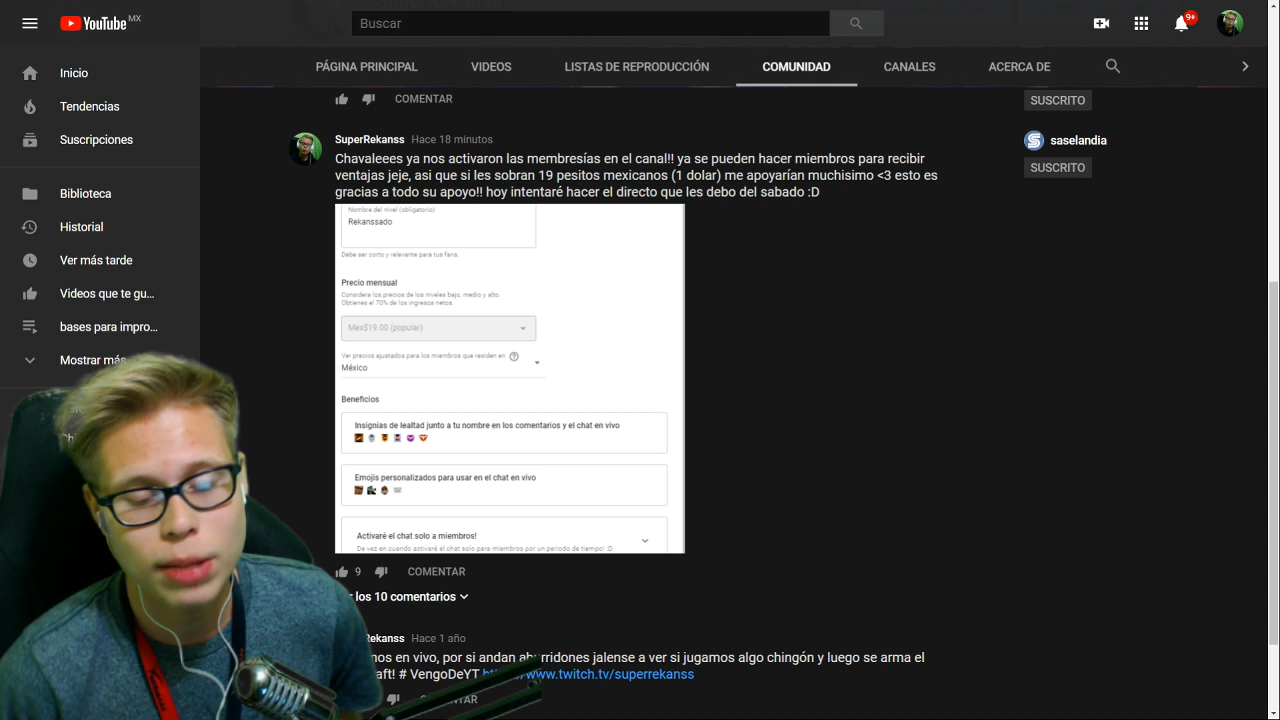 SuperRekanss
YouTube MX
Buscar
9+
PÁGINA PRINCIPAL
VIDEOS
LISTAS DE REPRODUCCIÓN
COMUNIDAD
CANALES
ACERCA DE
Inicio
Tendencias
Suscripciones
Biblioteca
Historial
Ver más tarde
Videos que te gu...
bases para impro...
Mostrar más
COMENTAR
SUSCRITO
saselandia
SUSCRITO
SuperRekanss Hace 18 minutos
Chavaleees ya nos activaron las membresías en el canal!! ya se pueden hacer miembros para recibir
ventajas jeje, asi que si les sobran 19 pesitos mexicanos (1 dolar) me apoyarían muchisimo <3 esto es
gracias a todo su apoyo!! hoy intentaré hacer el directo que les debo del sabado :D
Nombre del nivel (obligatorio)
Rekanssado
Debe ser corto y relevante para tus fans.
Precio mensual
Considera los precios de los niveles bajo, medio y alto.
Obtienes el 70% de los ingresos netos.
Mex$19.00 (popular)
Ver precios ajustados para los miembros que residen en
México
Beneficios
Insignias de lealtad junto a tu nombre en los comentarios y el chat en vivo
Emojis personalizados para usar en el chat en vivo
Activaré el chat solo a miembros!
De vez en cuando activaré el chat solo para miembros por un periodo de tiempo! :D
9 COMENTAR
los 10 comentarios
Rekanss Hace 1 año
nos en vivo, por si andan aburridones jalense a ver si jugamos algo chingón y luego se arma el
aft! # VengoDeYT www.twitch.tv/superrekanss